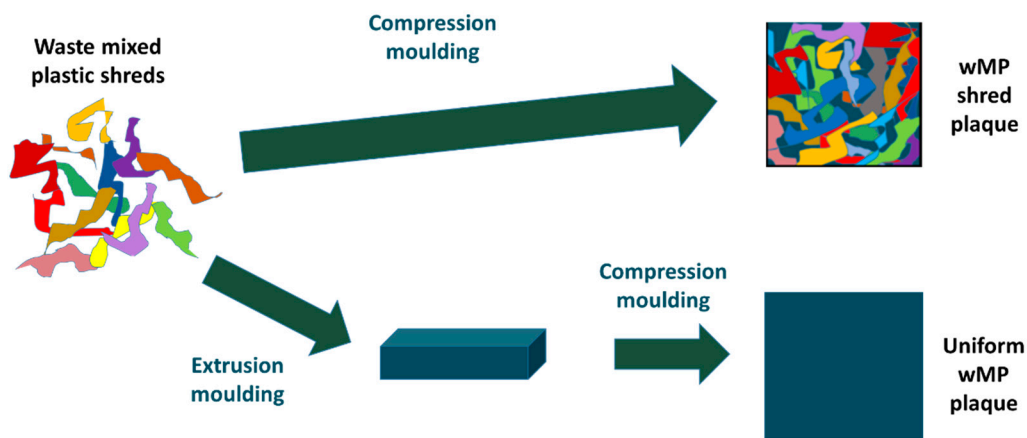 Waste mixed
plastic shreds
Compression
moulding
wMP
shred
plaque
Extrusion
moulding
Compression
moulding
Uniform
wMP
plaque